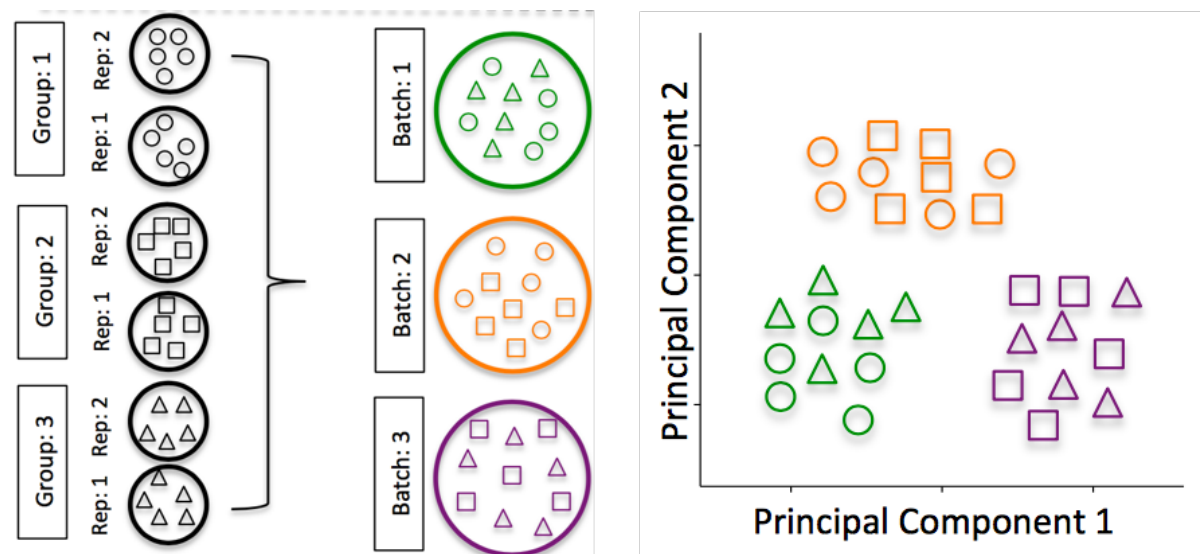 Group: 1
Rep: 2
Rep: 1
Group: 2
Rep: 2
Rep: 1
Group: 3
Rep: 2
Rep: 1
Batch: 1
Batch: 2
Batch: 3
Principal Component 2
Principal Component 1